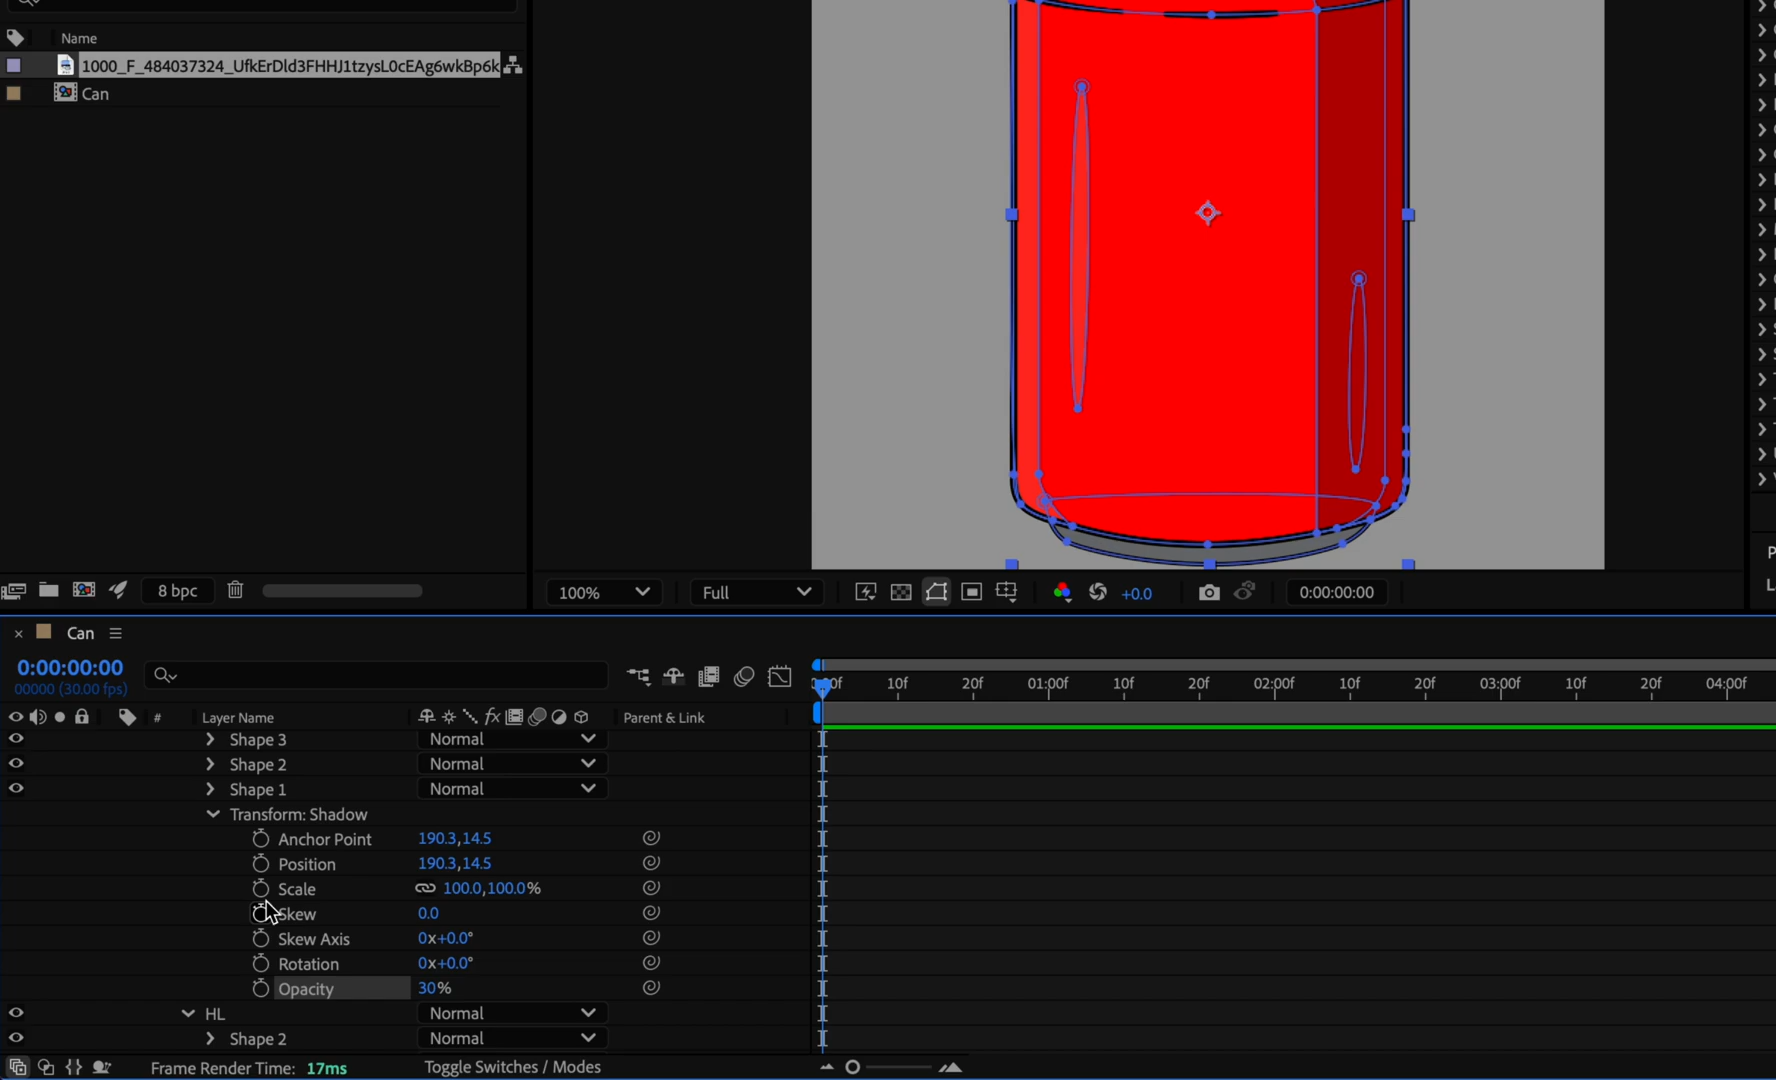 Name
1000_F_484037324_UfkErDld3FHHJ1tzysL0cEAg6wkBp6k
Can
8 bpc
100%
Full
+0.0
0:00:00:00
Can
0:00:00:00
00000 (30.00 fps)
10f 20f 01:00f 10f 20f 02:00f 10f 20f 03:00f 10f 20f 04:00f
# Layer Name fx Parent & Link
Shape 3 Normal
Shape 2 Normal
Shape 1 Normal
Transform: Shadow
Anchor Point 190.3,14.5
Position 190.3,14.5
Scale 100.0,100.0%
Skew 0.0
Skew Axis 0x+0.0°
Rotation 0x+0.0°
Opacity 30%
HL Normal
Shape 2 Normal
Frame Render Time: 17ms Toggle Switches / Modes